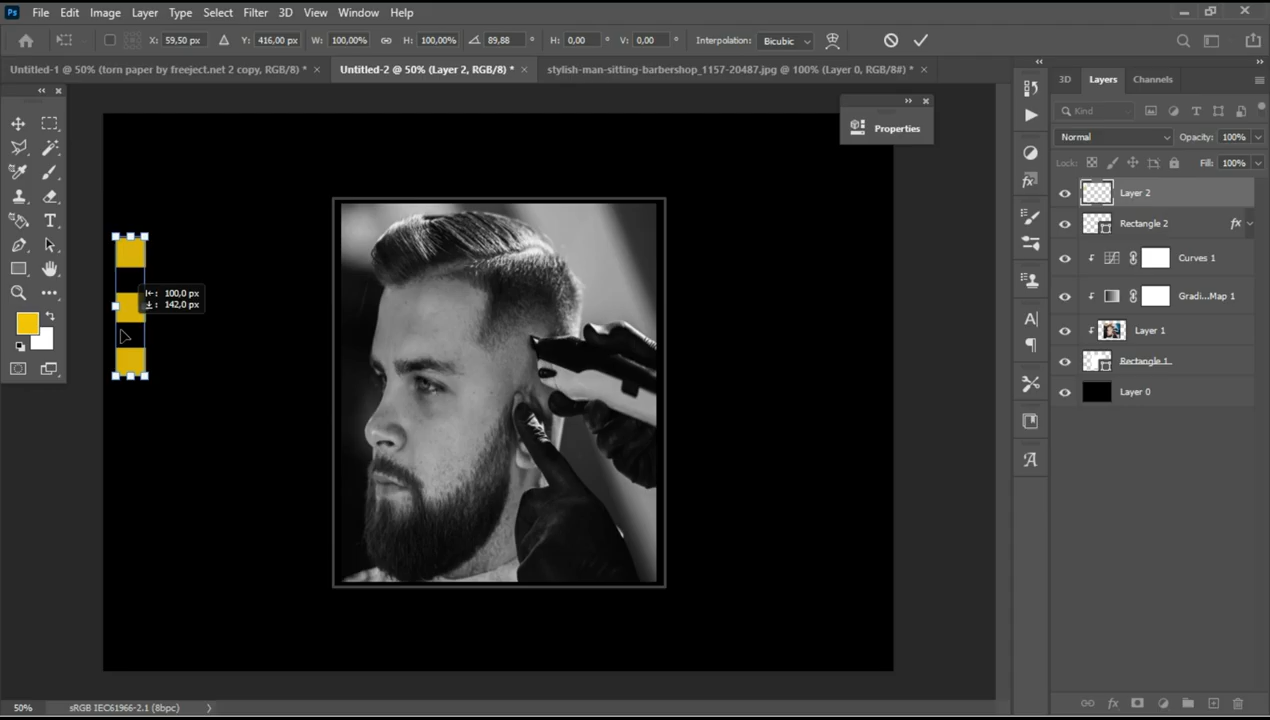 Ps File Edit Image Layer Type Select Filter 3D View Window Help
X: 59,50 px Y: 416,00 px W: 100,00% H: 100,00% 89,88 ° H: 0,00 ° V: 0,00 ° Interpolation: Bicubic
Untitled-1 @ 50% (torn paper by freeject.net 2 copy, RGB/8) * × Untitled-2 @ 50% (Layer 2, RGB/8) * × stylish-man-sitting-barbershop_1157-20487.jpg @ 100% (Layer 0, RGB/8#) * ×
3D Layers Channels
Properties
Kind
Normal Opacity: 100%
Lock: Fill: 100%
Layer 2
Rectangle 2 fx
Curves 1
Gradi...Map 1
Layer 1
Rectangle 1
Layer 0
100,0 px
142,0 px
50% sRGB IEC61966-2.1 (8bpc)